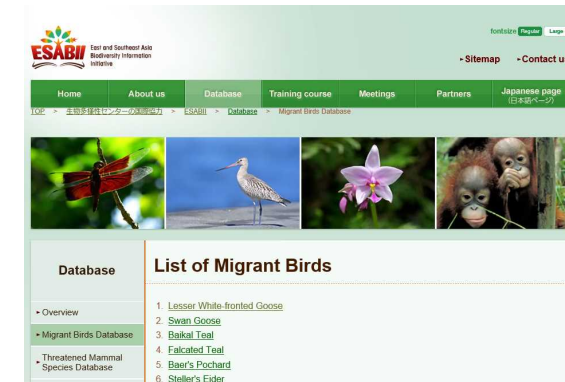 fontsize Regular Large
ESABII East and Southeast Asia
Biodiversity Information
Initiative
Sitemap Contact u
Home About us Database Training course Meetings Partners Japanese page
(日本語ページ)
TOP > 生物多様性センターの国際協力 > ESABII > Database > Migrant Birds Database
Database
Overview
Migrant Birds Database
Threatened Mammal
Species Database
List of Migrant Birds
1. Lesser White-fronted Goose
2. Swan Goose
3. Baikal Teal
4. Falcated Teal
5. Baer's Pochard
6. Steller's Eider